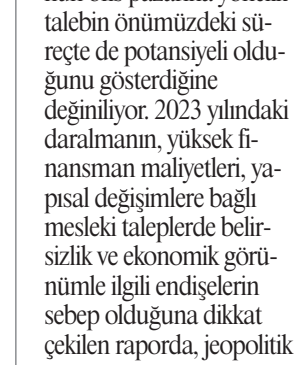 talebin önümüzdeki sü-
reçte de potansiyeli oldu-
ğunu gösterdiğine
değiniliyor. 2023 yılındaki
daralmanın, yüksek fi-
nansman maliyetleri, ya-
pısal değişimlere bağlı
mesleki taleplerde belir-
sizlik ve ekonomik görü-
nümle ilgili endişelerin
sebep olduğuna dikkat
çekilen raporda, jeopolitik